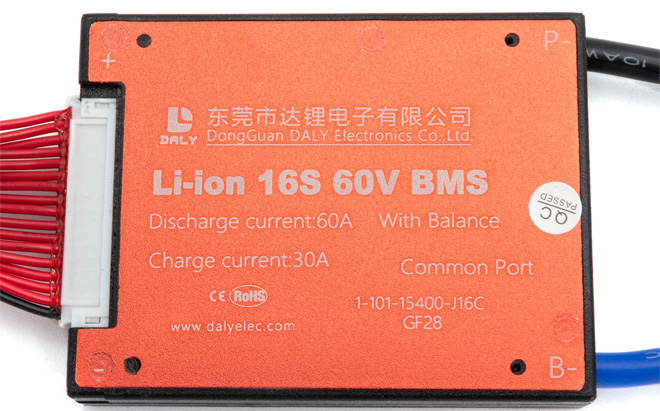 P-
+
东莞市达锂电子有限公司
DALY
DongGuan DALY Electronics Co.,Ltd.
Li-ion 16S 60V BMS
Discharge current:60A With Balance
QC
PASSED
Charge current:30A
Common Port
CE RoHS
1-101-15400-J16C
www.dalyelec.com
GF28
-
B-